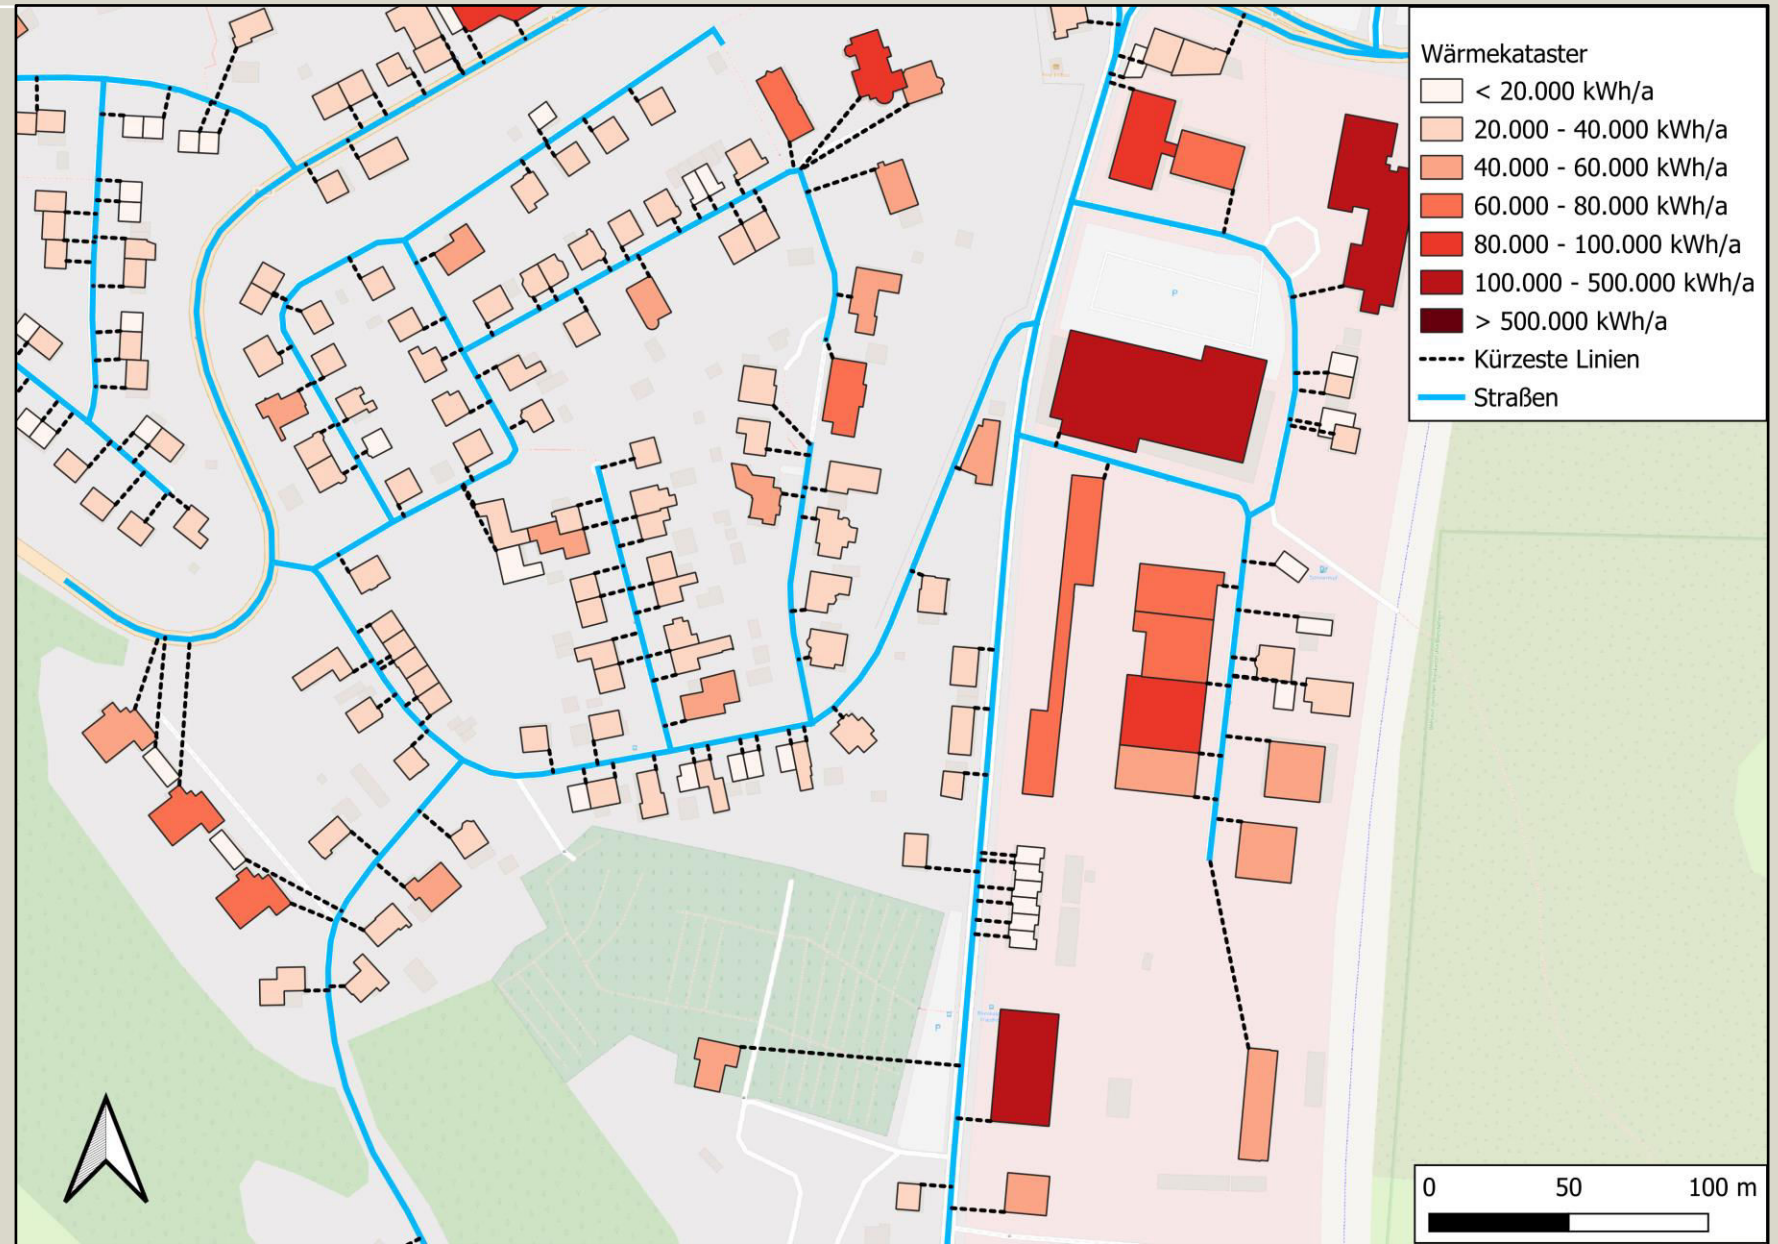 Wärmekataster
< 20.000 kWh/a
20.000 - 40.000 kWh/a
40.000 - 60.000 kWh/a
60.000 - 80.000 kWh/a
80.000 - 100.000 kWh/a
100.000 - 500.000 kWh/a
> 500.000 kWh/a
Kürzeste Linien
Straßen
P
P
0 50 100 m